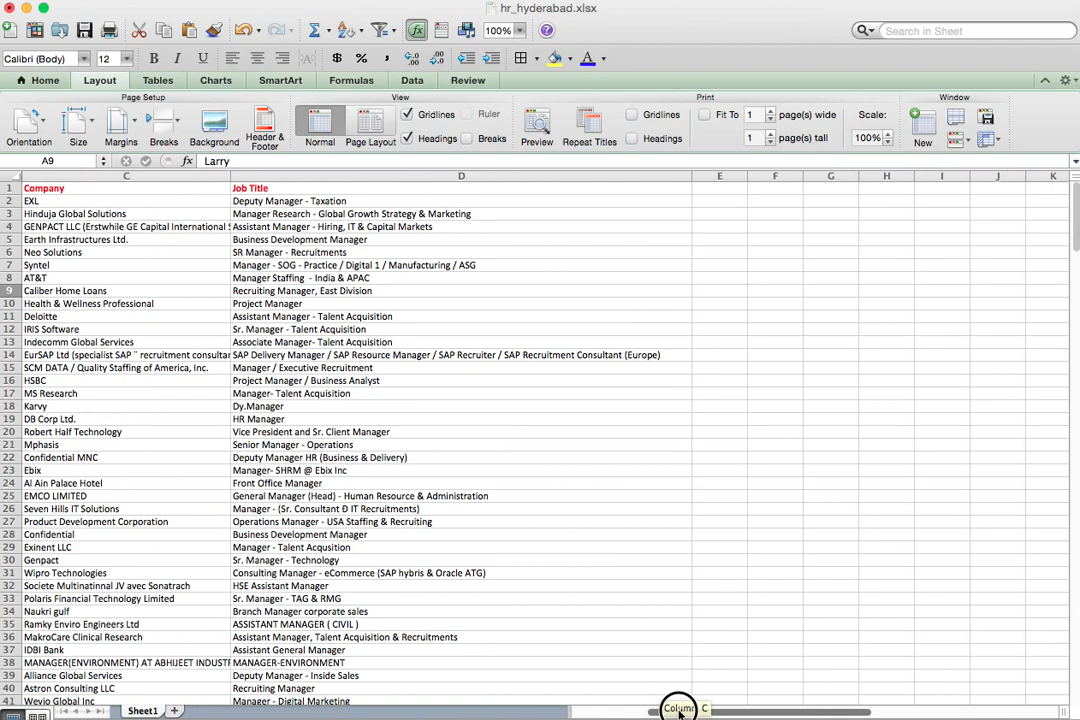 hr_hyderabad.xlsx
100%
Search in Sheet
Calibri (Body) 12 B I U $ % ,
Home Layout Tables Charts SmartArt Formulas Data Review
Page Setup View Print Window
Orientation Size Margins Breaks Background Header & Footer Normal Page Layout Gridlines Ruler Headings Breaks Preview Repeat Titles Gridlines Headings Fit To 1 page(s) wide 1 page(s) tall Scale: 100% New
A9 fx Larry
C D E F G H I J K
1 Company Job Title
2 EXL Deputy Manager - Taxation
3 Hinduja Global Solutions Manager Research - Global Growth Strategy & Marketing
4 GENPACT LLC (Erstwhile GE Capital International Assistant Manager - Hiring, IT & Capital Markets
5 Earth Infrastructures Ltd. Business Development Manager
6 Neo Solutions SR Manager - Recruitments
7 Syntel Manager - SOG - Practice / Digital 1 / Manufacturing / ASG
8 AT&T Manager Staffing - India & APAC
9 Caliber Home Loans Recruiting Manager, East Division
10 Health & Wellness Professional Project Manager
11 Deloitte Assistant Manager - Talent Acquisition
12 IRIS Software Sr. Manager - Talent Acquisition
13 Indecomm Global Services Associate Manager- Talent Acquisition
14 EurSAP Ltd (specialist SAP ¨ recruitment consultan SAP Delivery Manager / SAP Resource Manager / SAP Recruiter / SAP Recruitment Consultant (Europe)
15 SCM DATA / Quality Staffing of America, Inc. Manager / Executive Recruitment
16 HSBC Project Manager / Business Analyst
17 MS Research Manager- Talent Acquisition
18 Karvy Dy.Manager
19 DB Corp Ltd. HR Manager
20 Robert Half Technology Vice President and Sr. Client Manager
21 Mphasis Senior Manager - Operations
22 Confidential MNC Deputy Manager HR (Business & Delivery)
23 Ebix Manager- SHRM @ Ebix Inc
24 Al Ain Palace Hotel Front Office Manager
25 EMCO LIMITED General Manager (Head) - Human Resource & Administration
26 Seven Hills IT Solutions Manager - (Sr. Consultant Ð IT Recruitments)
27 Product Development Corporation Operations Manager - USA Staffing & Recruiting
28 Confidential Business Development Manager
29 Exinent LLC Manager - Talent Acqusition
30 Genpact Sr. Manager - Technology
31 Wipro Technologies Consulting Manager - eCommerce (SAP hybris & Oracle ATG)
32 Societe Multinatinnal JV avec Sonatrach HSE Assistant Manager
33 Polaris Financial Technology Limited Sr. Manager - TAG & RMG
34 Naukri gulf Branch Manager corporate sales
35 Ramky Enviro Engineers Ltd ASSISTANT MANAGER ( CIVIL )
36 MakroCare Clinical Research Assistant Manager, Talent Acquisition & Recruitments
37 IDBI Bank Assistant General Manager
38 MANAGER(ENVIRONMENT) AT ABHIJEET INDUSTR MANAGER-ENVIRONMENT
39 Alliance Global Services Manager - Inside Sales
40 Astron Consulting LLC Recruiting Manager
41 Wevio Global Inc Manager - Digital Marketing
Sheet1 Column C